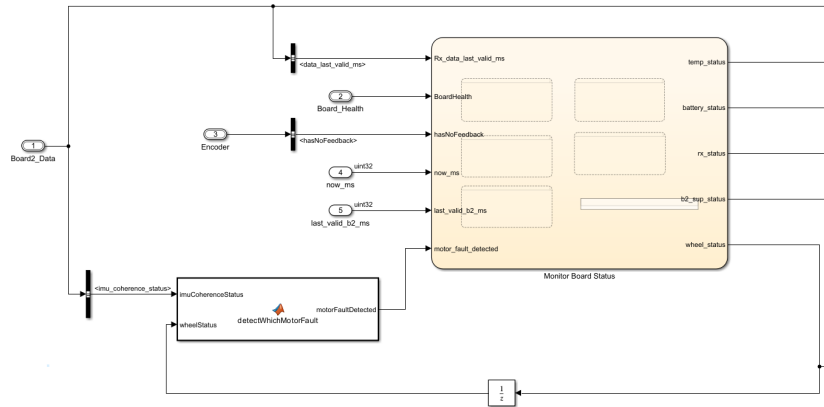 <data_last_valid_ms>
Rx_data_last_valid_ms
temp_status
2
BoardHealth
Board_Health
battery_status
3
Encoder
<hasNoFeedback>
hasNoFeedback
1
Board2_Data
rx_status
4
uint32
now_ms
now_ms
5
uint32
last_valid_b2_ms
last_valid_b2_ms
b2_sup_status
motor_fault_detected
wheel_status
Monitor Board Status
<imu_coherence_status>
imuCoherenceStatus
motorFaultDetected
detectWhichMotorFault
wheelStatus
1
z